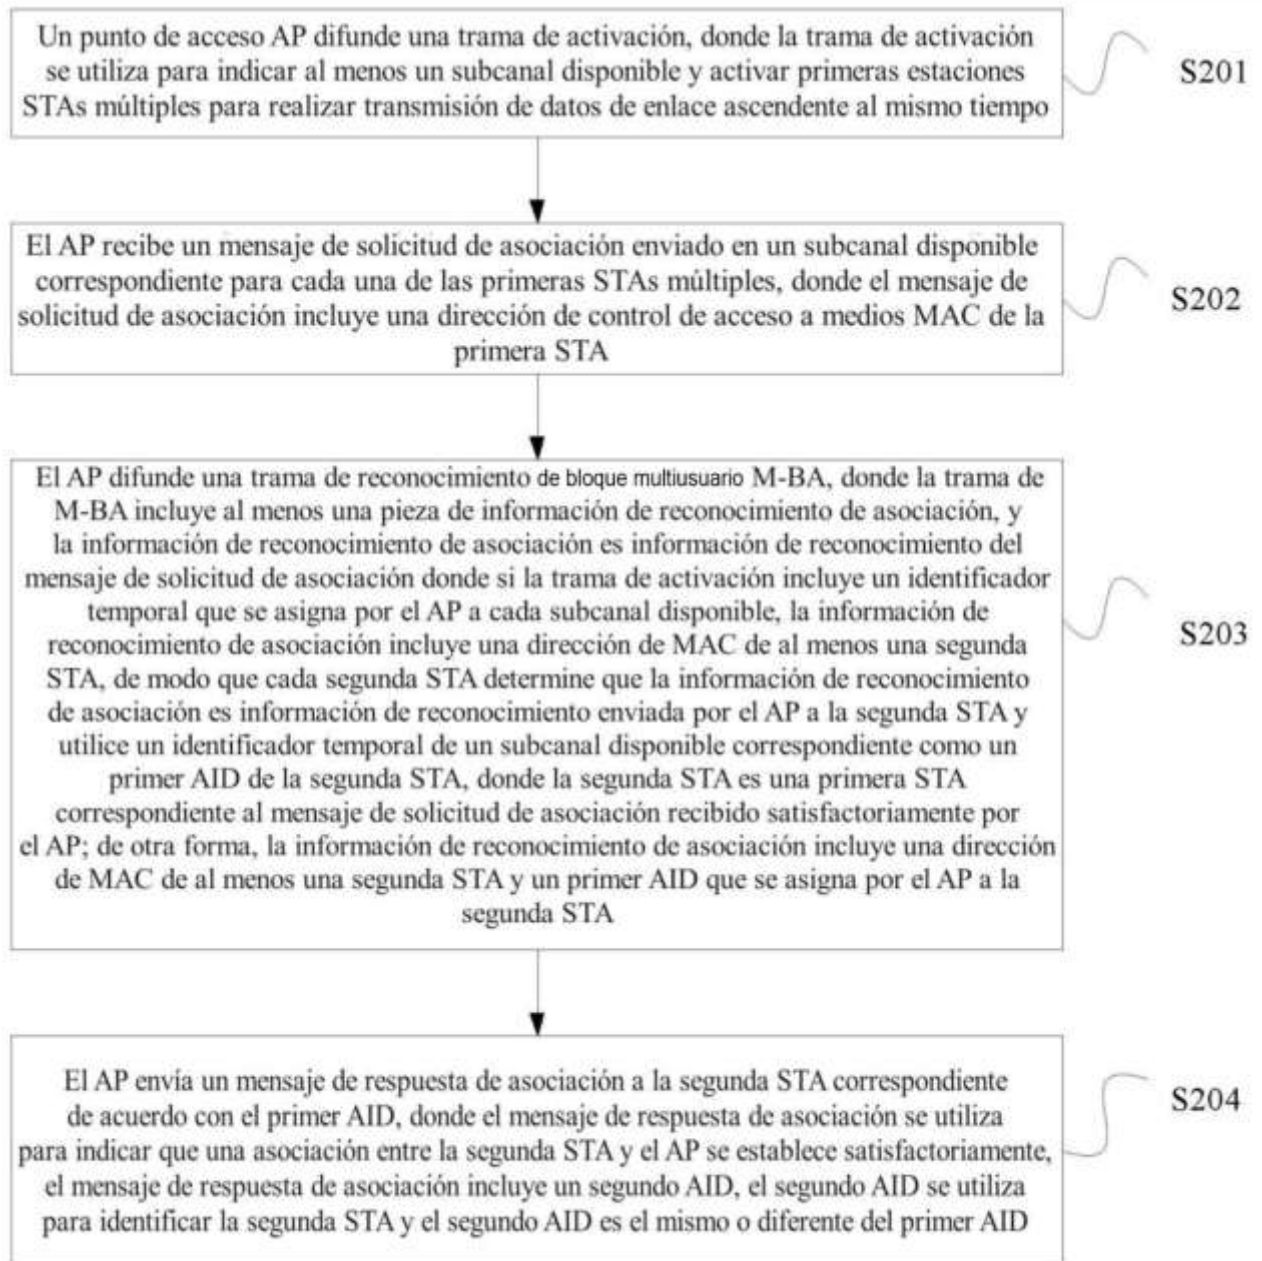 Un punto de acceso AP difunde una trama de activación, donde la trama de activación
se utiliza para indicar al menos un subcanal disponible y activar primeras estaciones
STAs múltiples para realizar transmisión de datos de enlace ascendente al mismo tiempo
S201
El AP recibe un mensaje de solicitud de asociación enviado en un subcanal disponible
correspondiente para cada una de las primeras STAs múltiples, donde el mensaje de
solicitud de asociación incluye una dirección de control de acceso a medios MAC de la
primera STA
S202
El AP difunde una trama de reconocimiento de bloque multiusuario M-BA, donde la trama de
M-BA incluye al menos una pieza de información de reconocimiento de asociación, y
la información de reconocimiento de asociación es información de reconocimiento del
mensaje de solicitud de asociación donde si la trama de activación incluye un identificador
temporal que se asigna por el AP a cada subcanal disponible, la información de
reconocimiento de asociación incluye una dirección de MAC de al menos una segunda
STA, de modo que cada segunda STA determine que la información de reconocimiento
de asociación es información de reconocimiento enviada por el AP a la segunda STA y
utilice un identificador temporal de un subcanal disponible correspondiente como un
primer AID de la segunda STA, donde la segunda STA es una primera STA
correspondiente al mensaje de solicitud de asociación recibido satisfactoriamente por
el AP; de otra forma, la información de reconocimiento de asociación incluye una dirección
de MAC de al menos una segunda STA y un primer AID que se asigna por el AP a la
segunda STA
S203
El AP envía un mensaje de respuesta de asociación a la segunda STA correspondiente
de acuerdo con el primer AID, donde el mensaje de respuesta de asociación se utiliza
para indicar que una asociación entre la segunda STA y el AP se establece satisfactoriamente,
el mensaje de respuesta de asociación incluye un segundo AID, el segundo AID se utiliza
para identificar la segunda STA y el segundo AID es el mismo o diferente del primer AID
S204